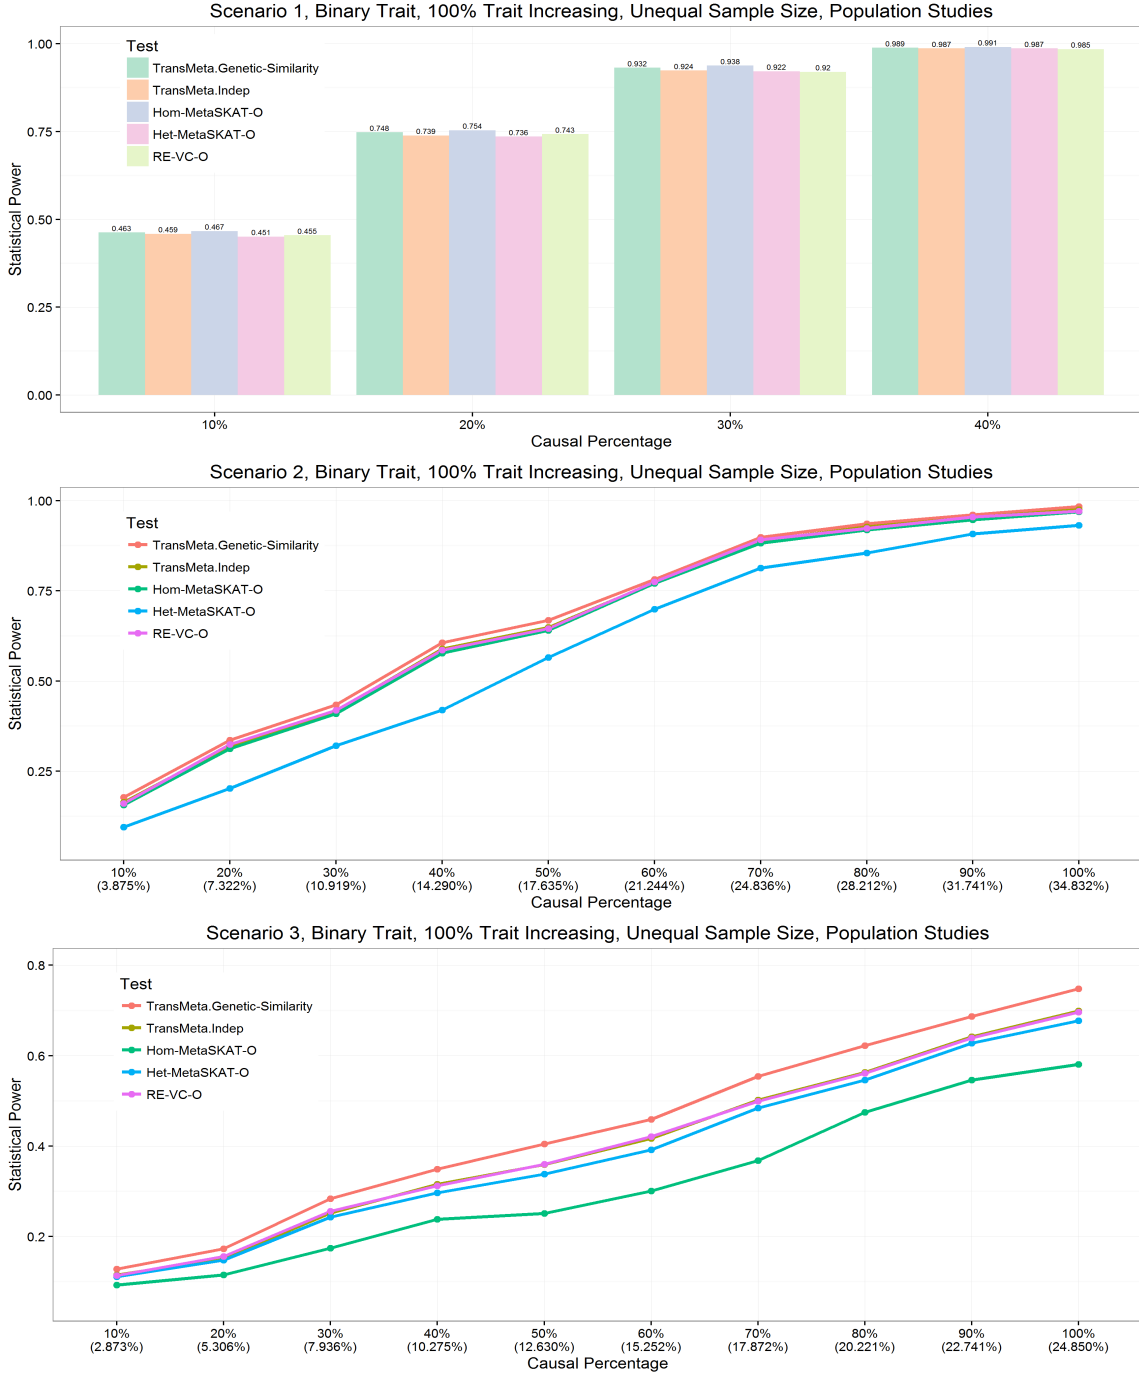 Scenario 1, Binary Trait, 100% Trait Increasing, Unequal Sample Size, Population Studies
Statistical Power
1.00
0.75
0.50
0.25
0.00
Test
TransMeta.Genetic-Similarity
TransMeta.Indep
Hom-MetaSKAT-O
Het-MetaSKAT-O
RE-VC-O
0.463 0.459 0.467 0.451 0.455
0.748 0.739 0.754 0.736 0.743
0.932 0.924 0.938 0.922 0.92
0.989 0.987 0.991 0.987 0.985
10% 20% 30% 40%
Causal Percentage
Scenario 2, Binary Trait, 100% Trait Increasing, Unequal Sample Size, Population Studies
Statistical Power
1.00
0.75
0.50
0.25
Test
TransMeta.Genetic-Similarity
TransMeta.Indep
Hom-MetaSKAT-O
Het-MetaSKAT-O
RE-VC-O
10% 20% 30% 40% 50% 60% 70% 80% 90% 100%
(3.875%) (7.322%) (10.919%) (14.290%) (17.635%) (21.244%) (24.836%) (28.212%) (31.741%) (34.832%)
Causal Percentage
Scenario 3, Binary Trait, 100% Trait Increasing, Unequal Sample Size, Population Studies
Statistical Power
0.8
0.6
0.4
0.2
Test
TransMeta.Genetic-Similarity
TransMeta.Indep
Hom-MetaSKAT-O
Het-MetaSKAT-O
RE-VC-O
10% 20% 30% 40% 50% 60% 70% 80% 90% 100%
(2.873%) (5.306%) (7.936%) (10.275%) (12.630%) (15.252%) (17.872%) (20.221%) (22.741%) (24.850%)
Causal Percentage